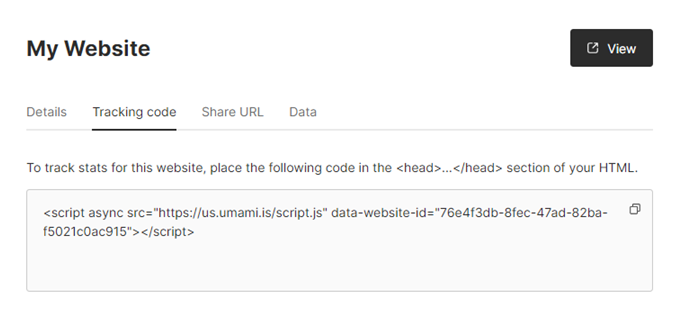 My Website
View
Details
Tracking code
Share URL
Data
To track stats for this website, place the following code in the <head>...</head> section of your HTML.
<script async src="https://us.umami.is/script.js" data-website-id="76e4f3db-8fec-47ad-82ba-
f5021c0ac915"></script>